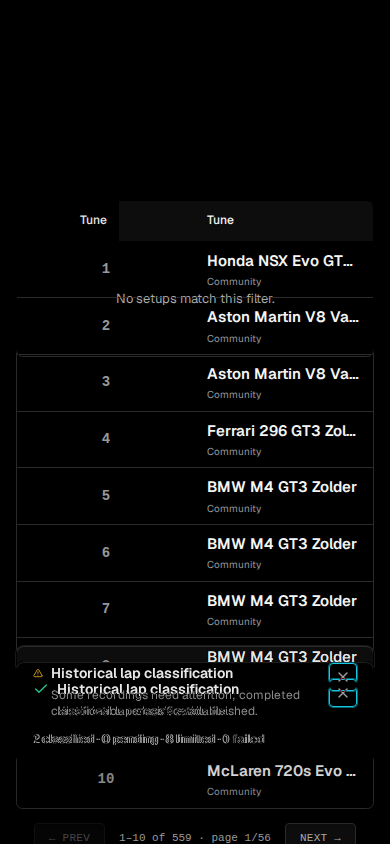 Tune Tune
1 Honda NSX Evo GT…
Community
No setups match this filter.
2 Aston Martin V8 Va…
Community
3 Aston Martin V8 Va…
Community
4 Ferrari 296 GT3 Zol…
Community
5 BMW M4 GT3 Zolder
Community
6 BMW M4 GT3 Zolder
Community
7 BMW M4 GT3 Zolder
Community
BMW M4 GT3 Zolder
Historical lap classification
Historical lap classification
Some recordings need attention, completed
10 McLaren 720s Evo …
Community
← PREV 1–10 of 559 · page 1/56 NEXT →